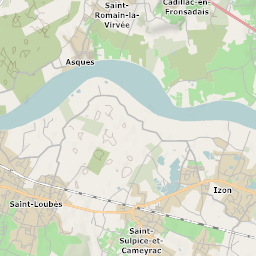 Saint-
Romain-la-
Virvée
Cadillac-en-
Fronsadais
Asques
Izon
Saint-Loubès
Saint-
Sulpice-et-
Cameyrac